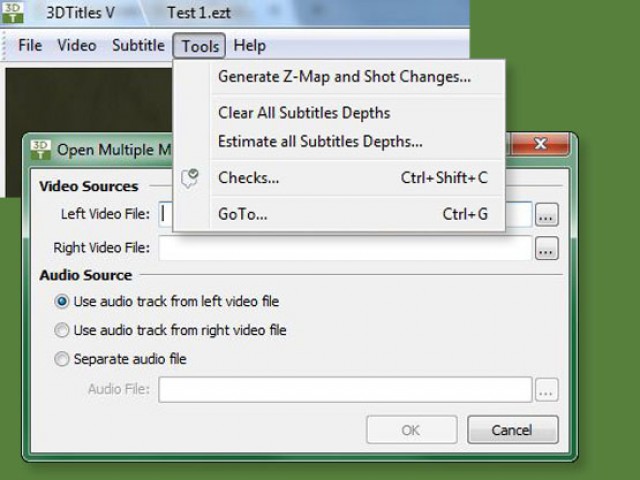 3D
T
3DTitles V
Test 1.ezt
File Video Subtitle Tools Help
Generate Z-Map and Shot Changes...
Clear All Subtitles Depths
Estimate all Subtitles Depths...
Checks... Ctrl+Shift+C
GoTo... Ctrl+G
3D
T
Open Multiple M
Video Sources
Left Video File: ...
Right Video File: ...
Audio Source
Use audio track from left video file
Use audio track from right video file
Separate audio file
Audio File: ...
OK Cancel